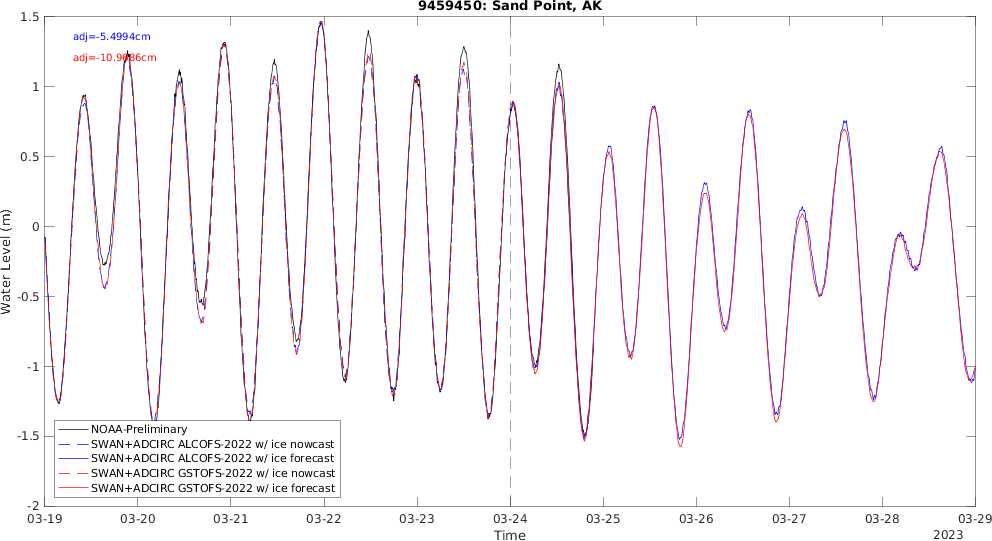 9459450: Sand Point, AK
1.5
adj=-5.4994cm
adj=-10.9686cm
1
0.5
0
-0.5
-1
-1.5
-2
Water Level (m)
NOAA-Preliminary
SWAN+ADCIRC ALCOFS-2022 w/ ice nowcast
SWAN+ADCIRC ALCOFS-2022 w/ ice forecast
SWAN+ADCIRC GSTOFS-2022 w/ ice nowcast
SWAN+ADCIRC GSTOFS-2022 w/ ice forecast
03-19 03-20 03-21 03-22 03-23 03-24 03-25 03-26 03-27 03-28 03-29
Time
2023